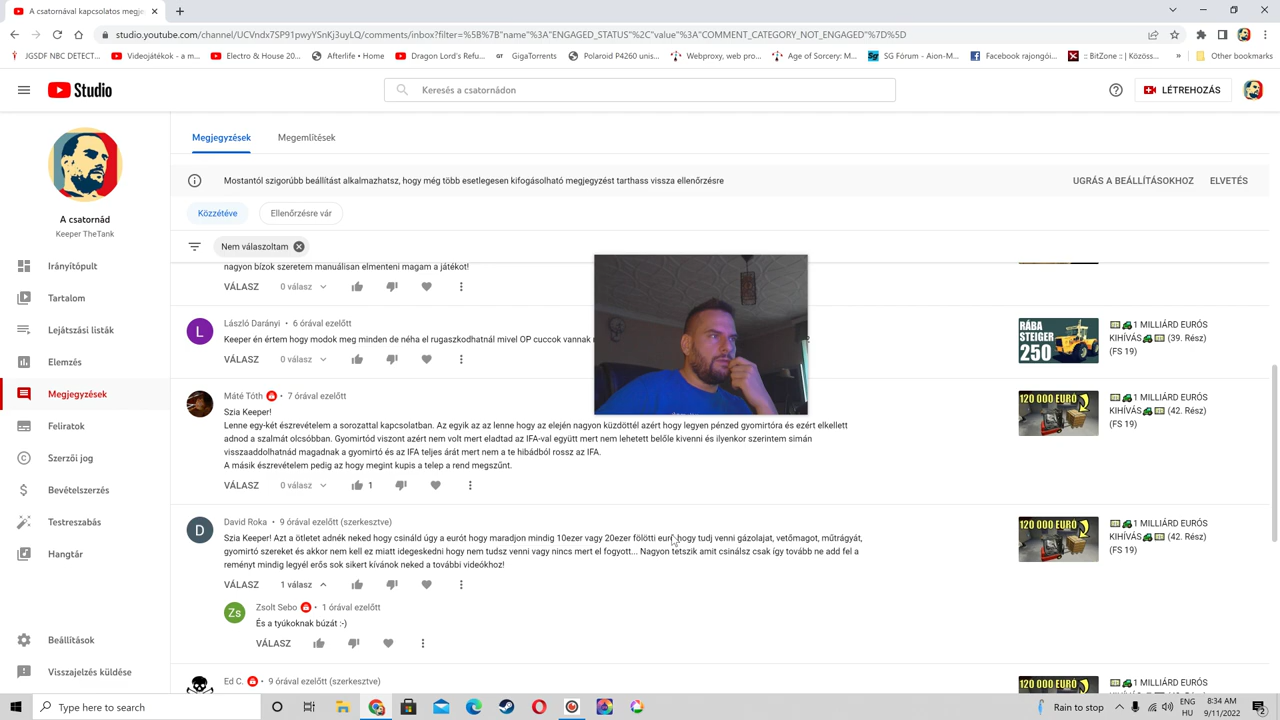 A csatornával kapcsolatos megje
studio.youtube.com/channel/UCVndx7SP91pwyYSnKj3uyLQ/comments/inbox?filter=%5B%7B"name"%3A"ENGAGED_STATUS"%2C"value"%3A"COMMENT_CATEGORY_NOT_ENGAGED"%7D%5D
JGSDF NBC DETECT...
Videojátékok - a m...
Electro & House 20...
Afterlife • Home
Dragon Lord's Refu...
GT GigaTorrents
Polaroid P4260 unis...
Webproxy, web pro...
Age of Sorcery: M...
SG Fórum - Aion-M...
Facebook rajongói...
:: BitZone :: | Közöss...
»
Other bookmarks
Studio
Keresés a csatornádon
LÉTREHOZÁS
A csatornád
Keeper TheTank
Irányítópult
Tartalom
Lejátszási listák
Elemzés
Megjegyzések
Feliratok
Szerzői jog
Bevételszerzés
Testreszabás
Hangtár
Beállítások
Visszajelzés küldése
Megjegyzések
Megemlítések
Mostantól szigorúbb beállítást alkalmazhatsz, hogy még több esetlegesen kifogásolható megjegyzést tarthass vissza ellenőrzésre
UGRÁS A BEÁLLÍTÁSOKHOZ
ELVETÉS
Közzétéve
Ellenőrzésre vár
Nem válaszoltam
nagyon bízok szeretem manuálisan elmenteni magam a játékot!
VÁLASZ 0 válasz
L
László Darányi • 6 órával ezelőtt
Keeper én értem hogy modok meg minden de néha el rugaszkodhatnál mivel OP cuccok vannak
VÁLASZ 0 válasz
RÁBA
STEIGER
250
1 MILLIÁRD EURÓS
KIHÍVÁS (39. Rész)
(FS 19)
Máté Tóth • 7 órával ezelőtt
Szia Keeper!
Lenne egy-két észrevételem a sorozattal kapcsolatban. Az egyik az az lenne hogy az elején nagyon küzdöttél azért hogy legyen pénzed gyomirtóra és ezért elkellett
adnod a szalmát olcsóbban. Gyomirtód viszont azért nem volt mert eladtad az IFA-val együtt mert nem lehetett belőle kivenni és ilyenkor szerintem simán
visszaaddolhatnád magadnak a gyomirtó és az IFA teljes árát mert nem a te hibádból rossz az IFA.
A másik észrevételem pedig az hogy megint kupis a telep a rend megszűnt.
VÁLASZ 0 válasz 1
120 000 EURÓ
1 MILLIÁRD EURÓS
KIHÍVÁS (42. Rész)
(FS 19)
D
David Roka • 9 órával ezelőtt (szerkesztve)
Szia Keeper! Azt a ötletet adnék neked hogy csináld úgy a eurót hogy maradjon mindig 10ezer vagy 20ezer fölötti euró hogy tudj venni gázolajat, vetőmagot, műtrágyát,
gyomirtó szereket és akkor nem kell ez miatt idegeskedni hogy nem tudsz venni vagy nincs mert el fogyott... Nagyon tetszik amit csinálsz csak így tovább ne add fel a
reményt mindig legyél erős sok sikert kívánok neked a további videókhoz!
VÁLASZ 1 válasz
120 000 EURÓ
1 MILLIÁRD EURÓS
KIHÍVÁS (42. Rész)
(FS 19)
Zs
Zsolt Sebo • 1 órával ezelőtt
És a tyúkoknak búzát :-)
VÁLASZ
Ed C. • 9 órával ezelőtt (szerkesztve)
120 000 EURÓ
1 MILLIÁRD EURÓS
Type here to search
Rain to stop
ENG
HU
8:34 AM
9/11/2022
2